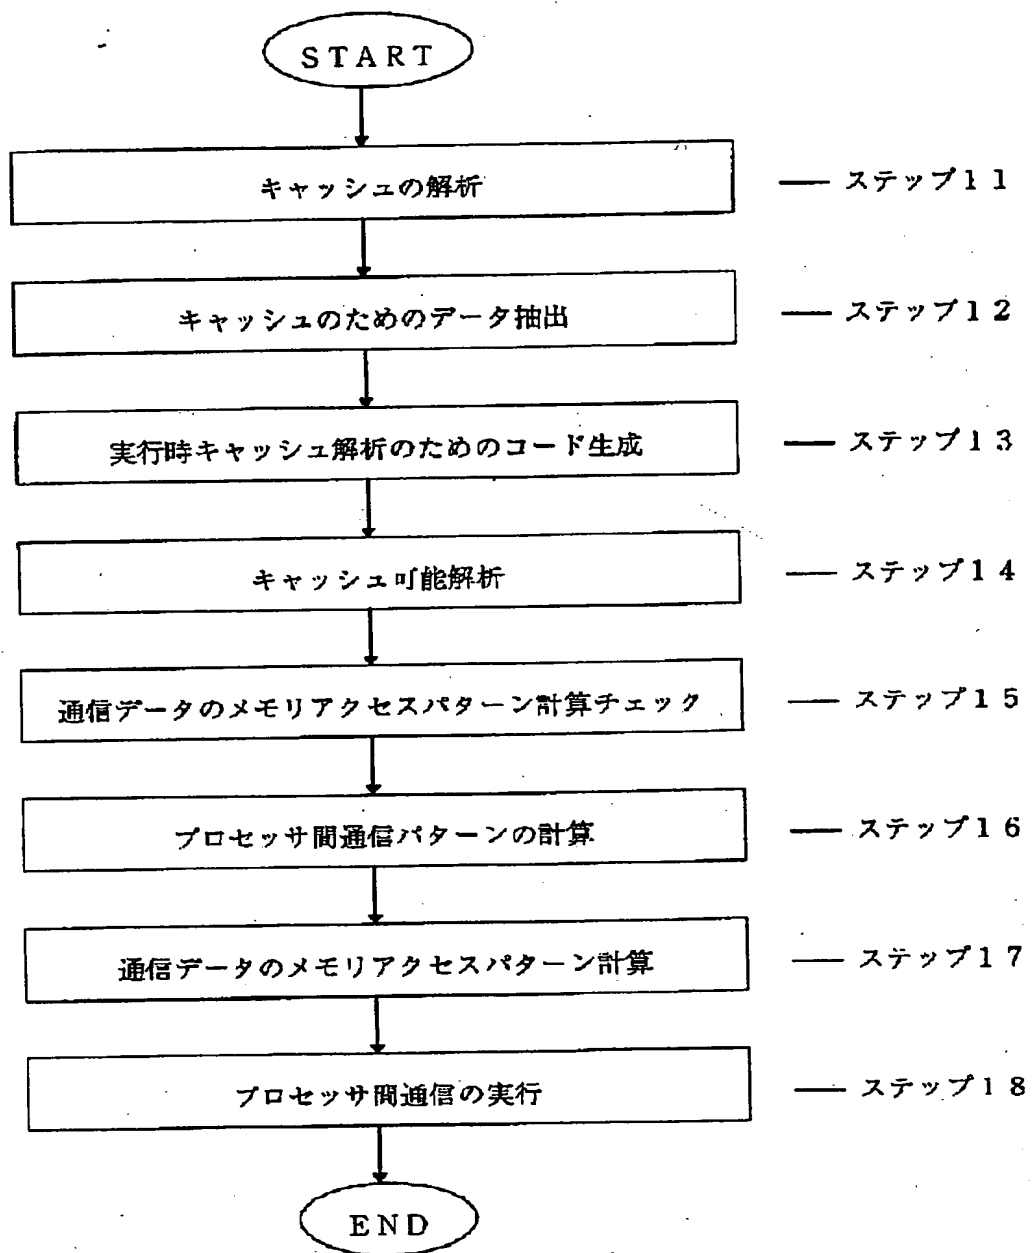 START
キャッシュの解析 ── ステップ11
キャッシュのためのデータ抽出 ── ステップ12
実行時キャッシュ解析のためのコード生成 ── ステップ13
キャッシュ可能解析 ── ステップ14
通信データのメモリアクセスパターン計算チェック ── ステップ15
プロセッサ間通信パターンの計算 ── ステップ16
通信データのメモリアクセスパターン計算 ── ステップ17
プロセッサ間通信の実行 ── ステップ18
END